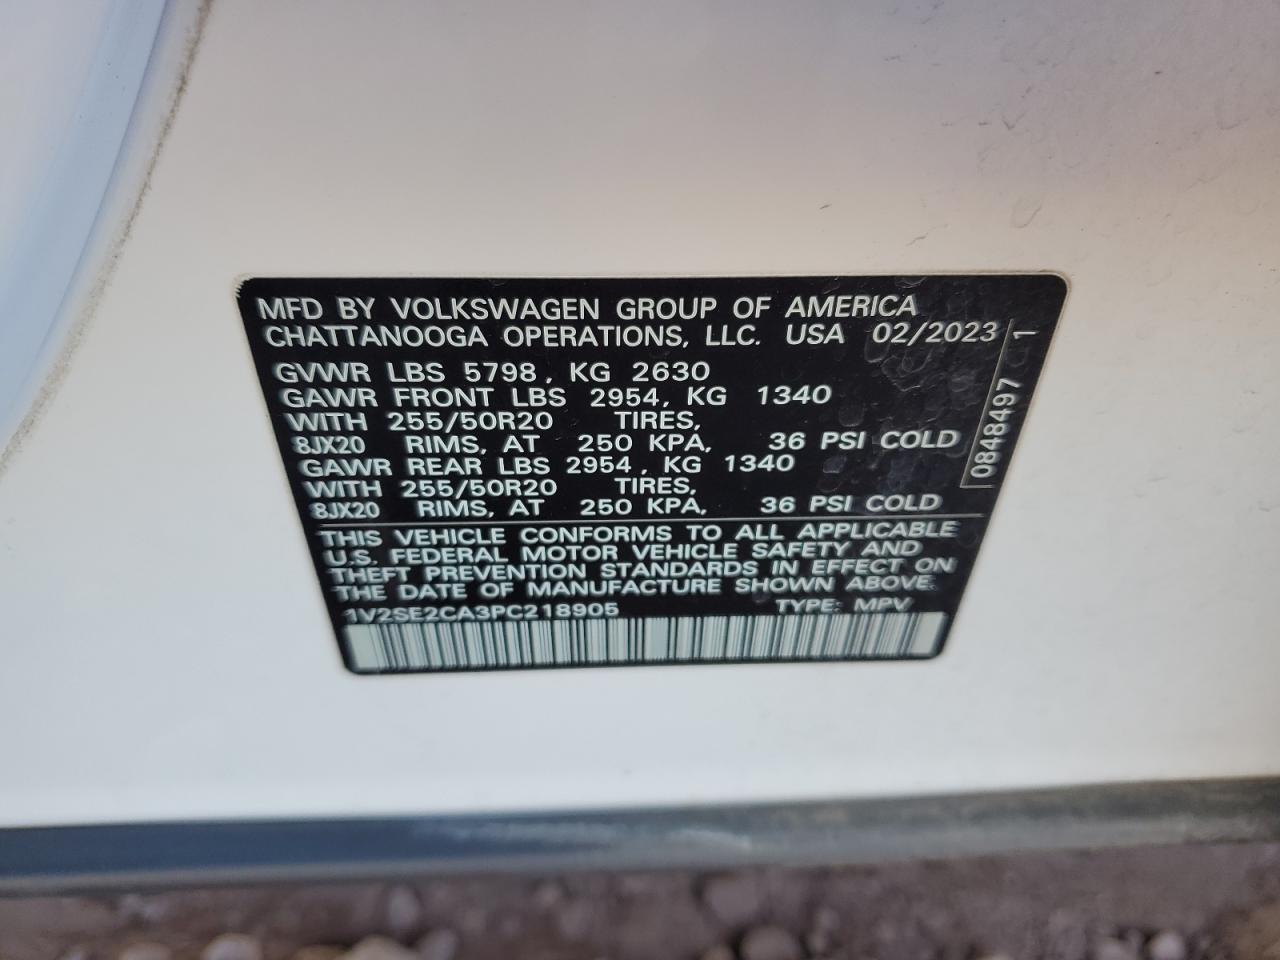 MFD BY VOLKSWAGEN GROUP OF AMERICA
CHATTANOOGA OPERATIONS, LLC. USA 02/2023
GVWR LBS 5798, KG 2630
GAWR FRONT LBS 2954, KG 1340
WITH 255/50R20 TIRES,
8JX20 RIMS, AT 250 KPA, 36 PSI COLD
GAWR REAR LBS 2954, KG 1340
WITH 255/50R20 TIRES,
8JX20 RIMS, AT 250 KPA, 36 PSI COLD
THIS VEHICLE CONFORMS TO ALL APPLICABLE
U.S. FEDERAL MOTOR VEHICLE SAFETY AND
THEFT PREVENTION STANDARDS IN EFFECT ON
THE DATE OF MANUFACTURE SHOWN ABOVE.
1V2SE2CA3PC218905 TYPE: MPV
0848497 1